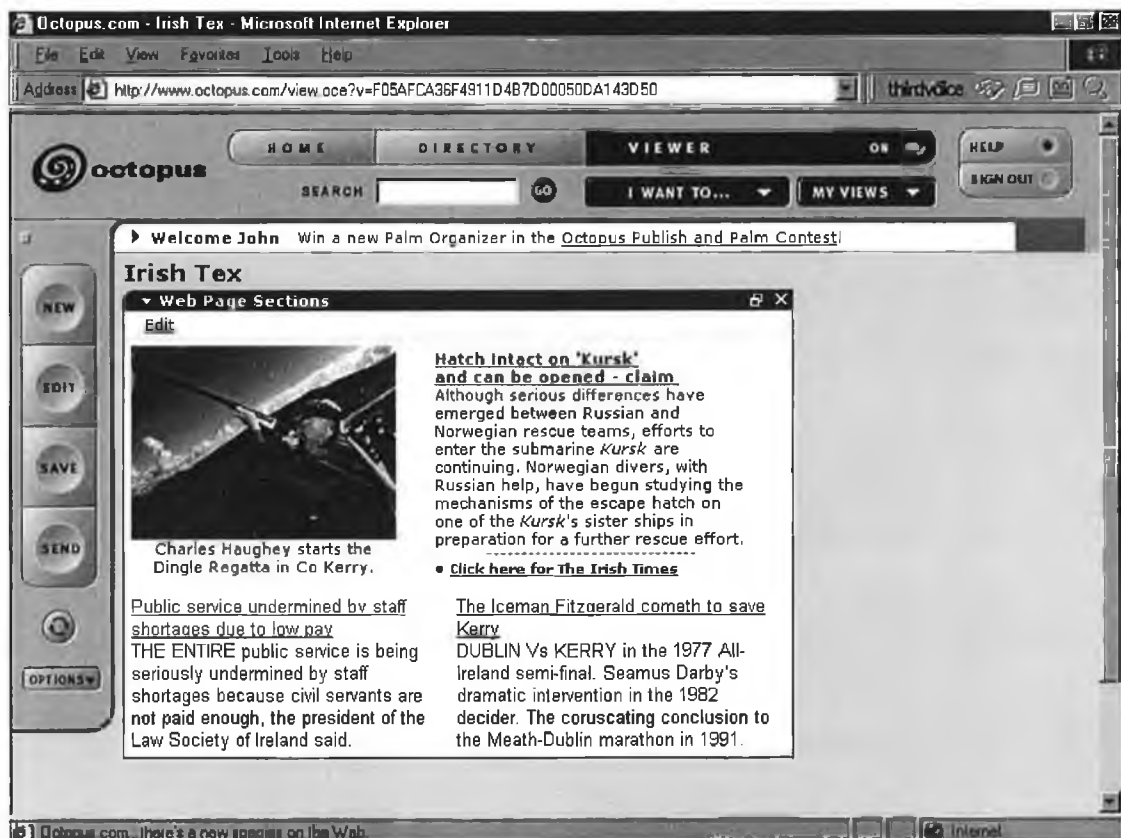 Octopus.com - Irish Tex - Microsoft Internet Explorer
File Edit View Favorites Tools Help
Address http://www.octopus.com/view.oce?v=F05AFCA36F4911D4B7D00050DA143D50
thirdvoice
octopus
HOME DIRECTORY VIEWER ON HELP
SEARCH GO I WANT TO... MY VIEWS SIGN OUT
Welcome John Win a new Palm Organizer in the Octopus Publish and Palm Contest!
Irish Tex
Web Page Sections
Edit
NEW
EDIT
SAVE
SEND
OPTIONS
Charles Haughey starts the
Dingle Regatta in Co Kerry.
Hatch Intact on 'Kursk'
and can be opened - claim
Although serious differences have
emerged between Russian and
Norwegian rescue teams, efforts to
enter the submarine Kursk are
continuing. Norwegian divers, with
Russian help, have begun studying the
mechanisms of the escape hatch on
one of the Kursk's sister ships in
preparation for a further rescue effort.
• Click here for The Irish Times
Public service undermined by staff
shortages due to low pay
THE ENTIRE public service is being
seriously undermined by staff
shortages because civil servants are
not paid enough, the president of the
Law Society of Ireland said.
The Iceman Fitzgerald cometh to save
Kerry
DUBLIN Vs KERRY in the 1977 All-
Ireland semi-final. Seamus Darby's
dramatic intervention in the 1982
decider. The coruscating conclusion to
the Meath-Dublin marathon in 1991.
Octopus.com...there's a new species on the Web.
Internet